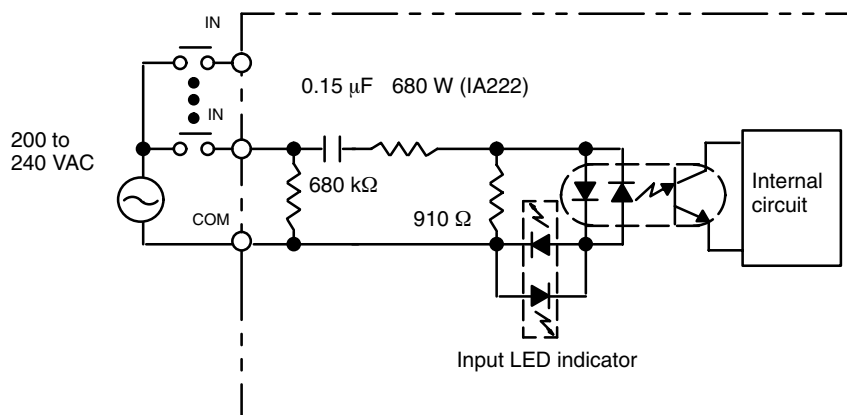 IN
0.15 μF 680 W (IA222)
IN
200 to
240 VAC
680 kΩ
Internal
circuit
COM
910 Ω
Input LED indicator